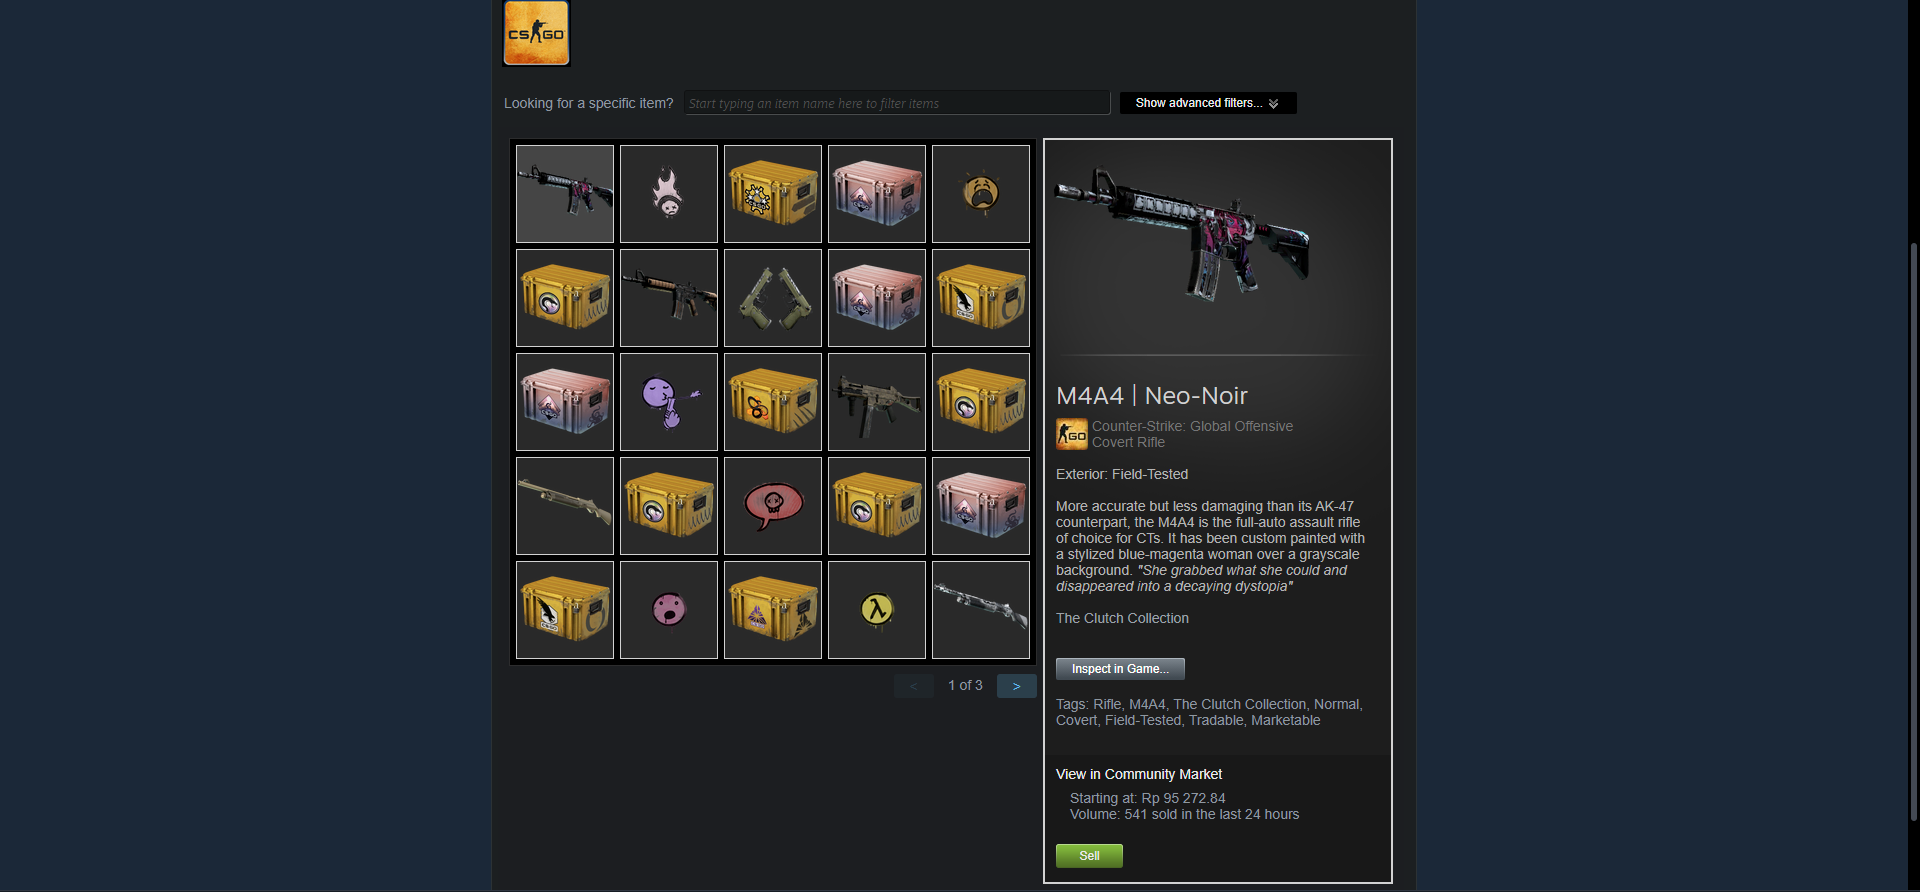 CS GO
Looking for a specific item?
Start typing an item name here to filter items
Show advanced filters...
M4A4 | Neo-Noir
GO
Counter-Strike: Global Offensive
Covert Rifle
Exterior: Field-Tested
More accurate but less damaging than its AK-47
counterpart, the M4A4 is the full-auto assault rifle
of choice for CTs. It has been custom painted with
a stylized blue-magenta woman over a grayscale
background. "She grabbed what she could and
disappeared into a decaying dystopia"
The Clutch Collection
Inspect in Game...
Tags: Rifle, M4A4, The Clutch Collection, Normal,
Covert, Field-Tested, Tradable, Marketable
View in Community Market
Starting at: Rp 95 272.84
Volume: 541 sold in the last 24 hours
Sell
< 1 of 3 >